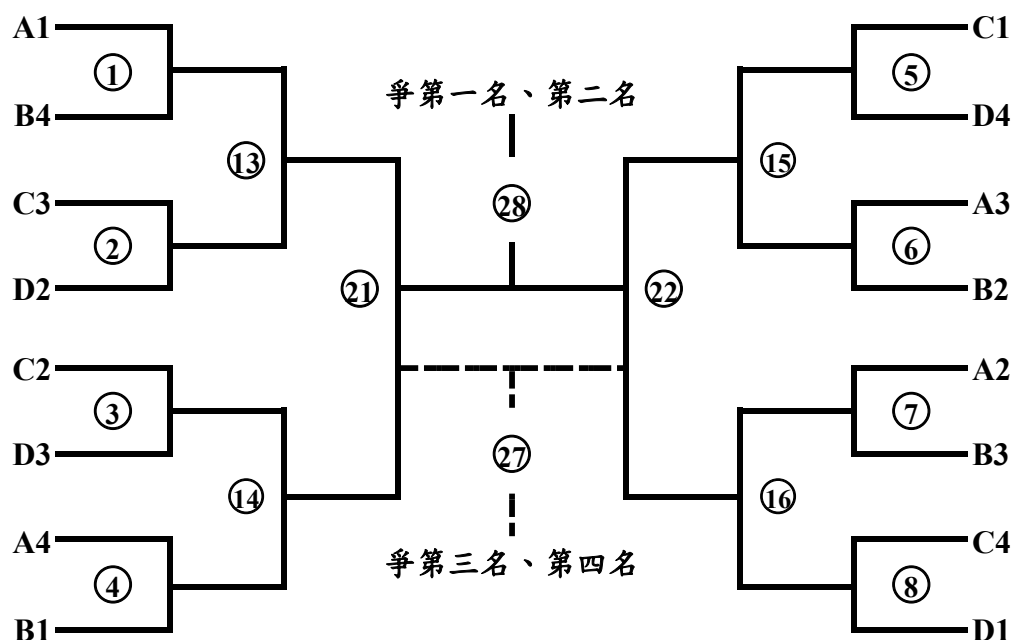 A1
①
B4
⑬
C3
②
D2
㉑
C2
③
D3
⑭
A4
④
B1
爭第一名、第二名
㉘
㉗
爭第三名、第四名
C1
⑤
D4
⑮
A3
⑥
B2
㉒
A2
⑦
B3
⑯
C4
⑧
D1